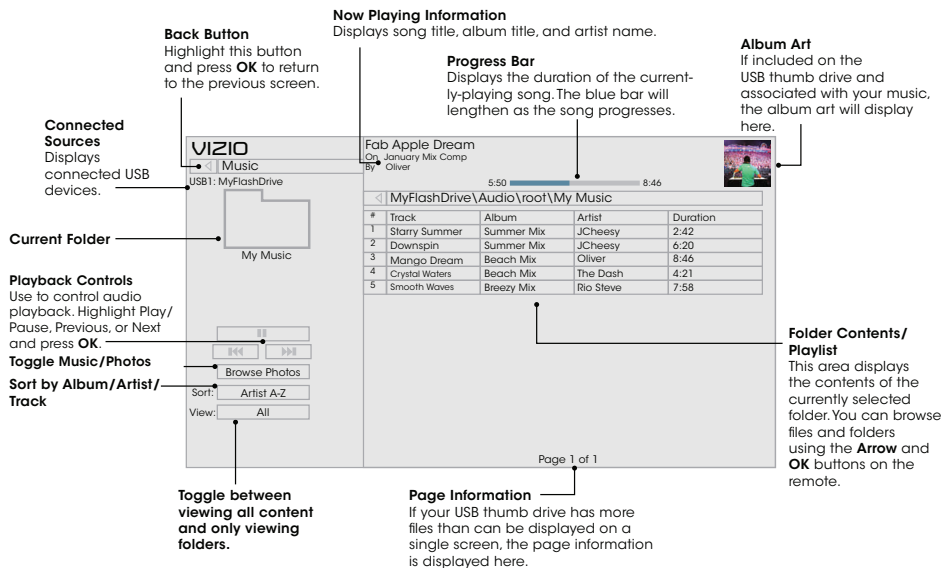 Now Playing Information
Displays song title, album title, and artist name.
Back Button
Highlight this button
and press OK to return
to the previous screen.
Progress Bar
Displays the duration of the current-
ly-playing song. The blue bar will
lengthen as the song progresses.
Album Art
If included on the
USB thumb drive and
associated with your music,
the album art will display
here.
Connected
Sources
Displays
connected USB
devices.
Current Folder
Playback Controls
Use to control audio
playback. Highlight Play/
Pause, Previous, or Next
and press OK.
Toggle Music/Photos
Sort by Album/Artist/
Track
VIZIO
Music
USB1: MyFlashDrive
My Music
Browse Photos
Sort: Artist A-Z
View: All
Fab Apple Dream
On January Mix Comp
By Oliver
5:50 8:46
MyFlashDrive\Audio\root\My Music
# Track Album Artist Duration
1 Starry Summer Summer Mix JCheesy 2:42
2 Downspin Summer Mix JCheesy 6:20
3 Mango Dream Beach Mix Oliver 8:46
4 Crystal Waters Beach Mix The Dash 4:21
5 Smooth Waves Breezy Mix Rio Steve 7:58
Page 1 of 1
Folder Contents/
Playlist
This area displays
the contents of the
currently selected
folder. You can browse
files and folders
using the Arrow and
OK buttons on the
remote.
Toggle between
viewing all content
and only viewing
folders.
Page Information
If your USB thumb drive has more
files than can be displayed on a
single screen, the page information
is displayed here.